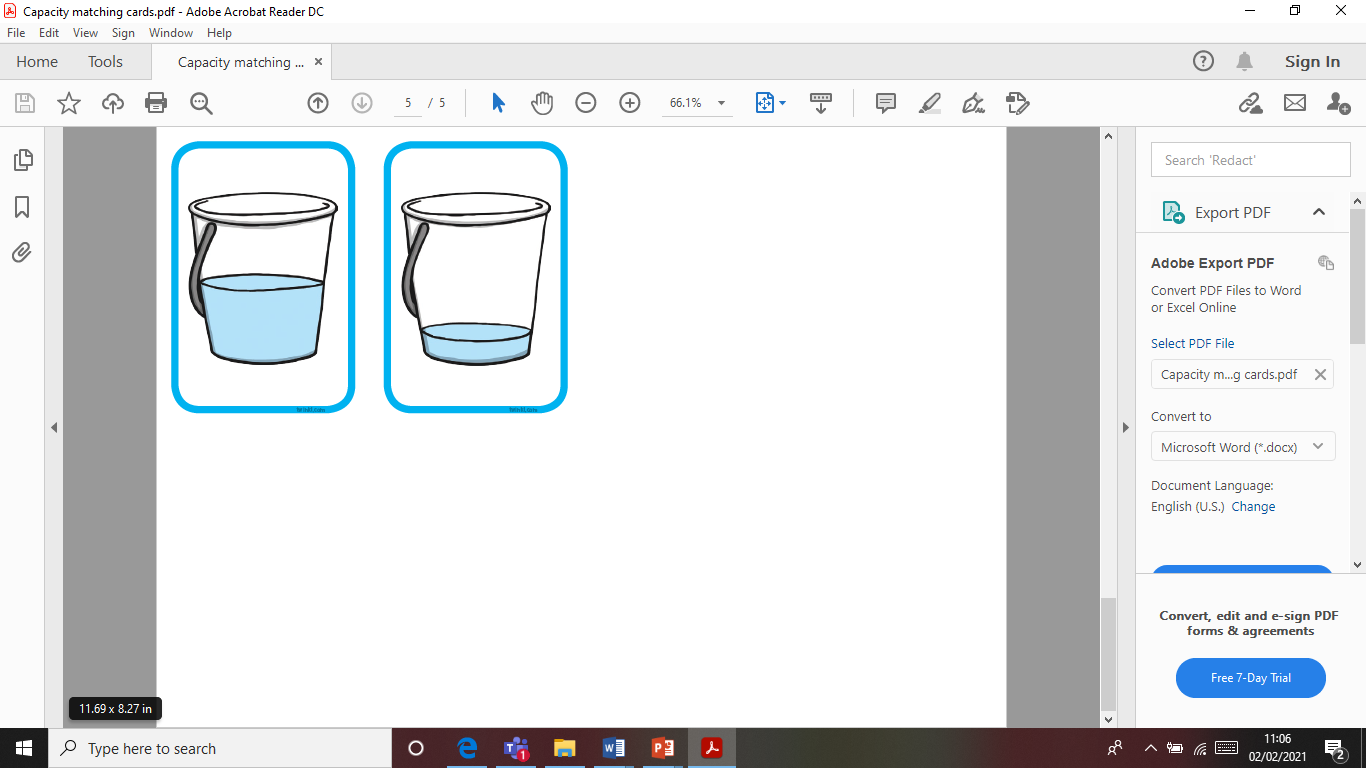 Capacity matching cards.pdf - Adobe Acrobat Reader DC
File Edit View Sign Window Help
Home Tools Capacity matching ... Sign In
5 / 5 66.1%
Search 'Redact'
Export PDF
Adobe Export PDF
Convert PDF Files to Word
or Excel Online
Select PDF File
Capacity m...g cards.pdf
Convert to
Microsoft Word (*.docx)
Document Language:
English (U.S.) Change
Convert, edit and e-sign PDF
forms & agreements
Free 7-Day Trial
11.69 x 8.27 in
Type here to search
1
11:06
02/02/2021
2